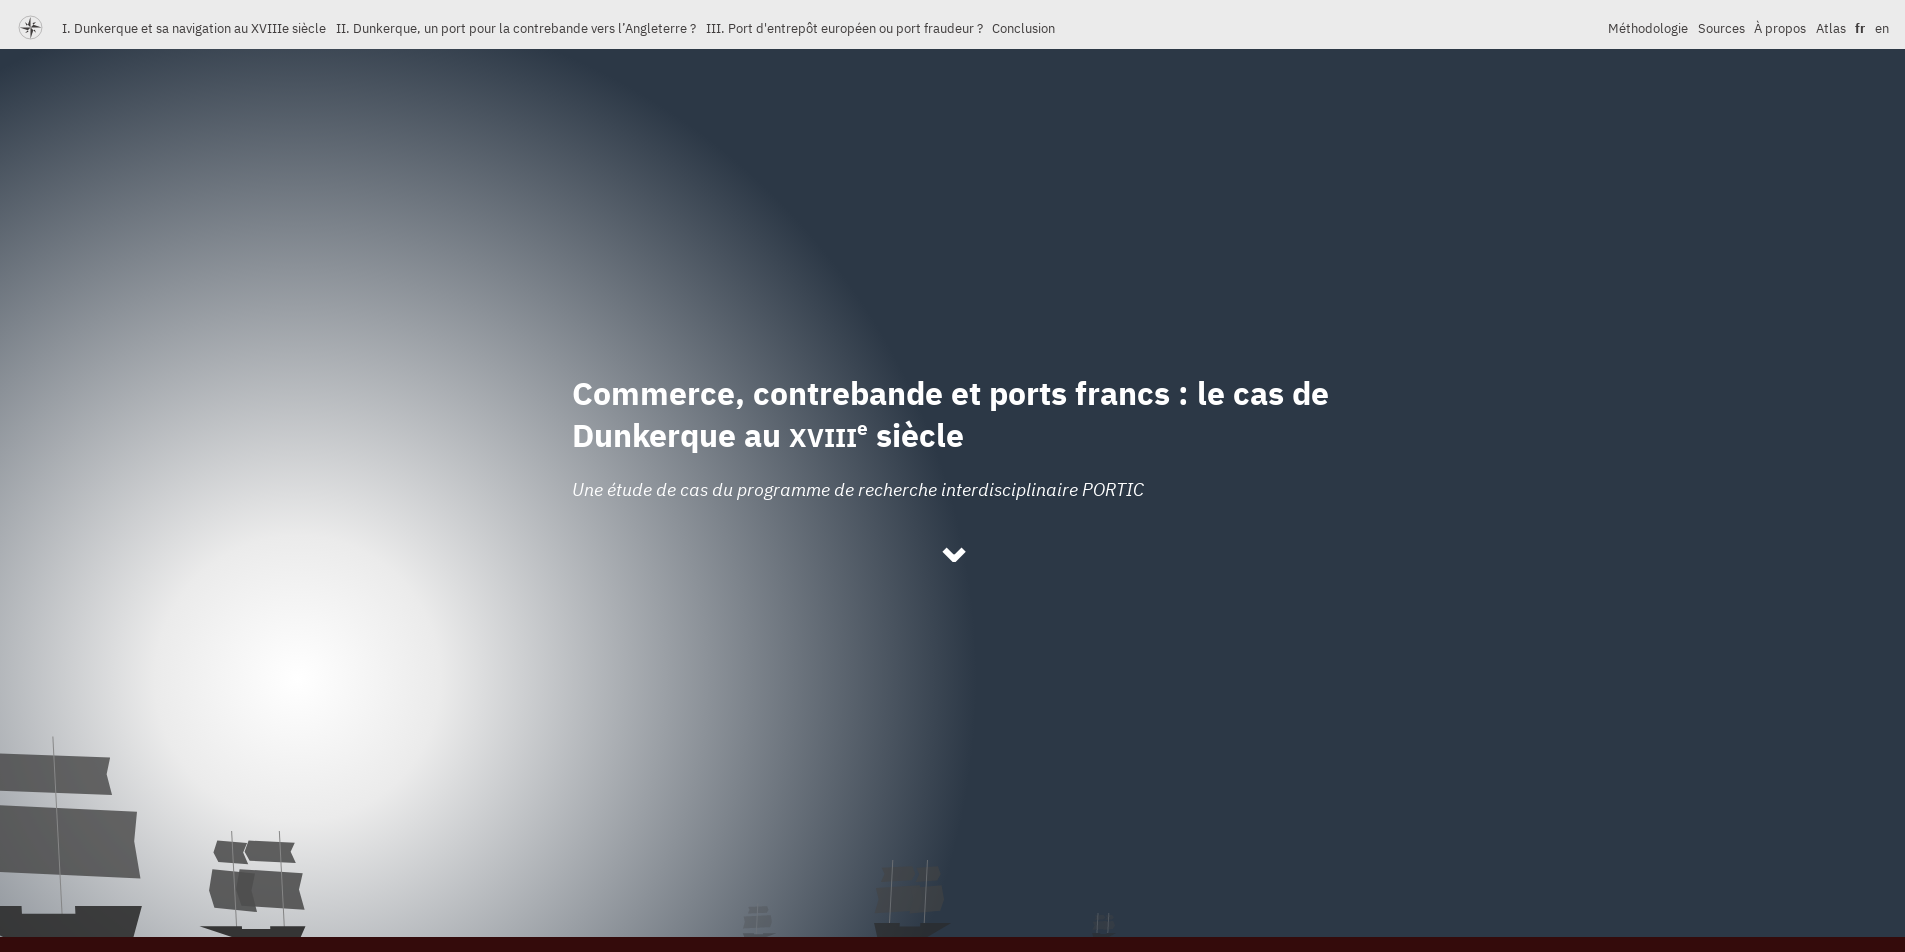 I. Dunkerque et sa navigation au XVIIIe siècle II. Dunkerque, un port pour la contrebande vers l’Angleterre ? III. Port d'entrepôt européen ou port fraudeur ? Conclusion Méthodologie Sources À propos Atlas fr en
Commerce, contrebande et ports francs : le cas de
Dunkerque au XVIIIe siècle
Une étude de cas du programme de recherche interdisciplinaire PORTIC